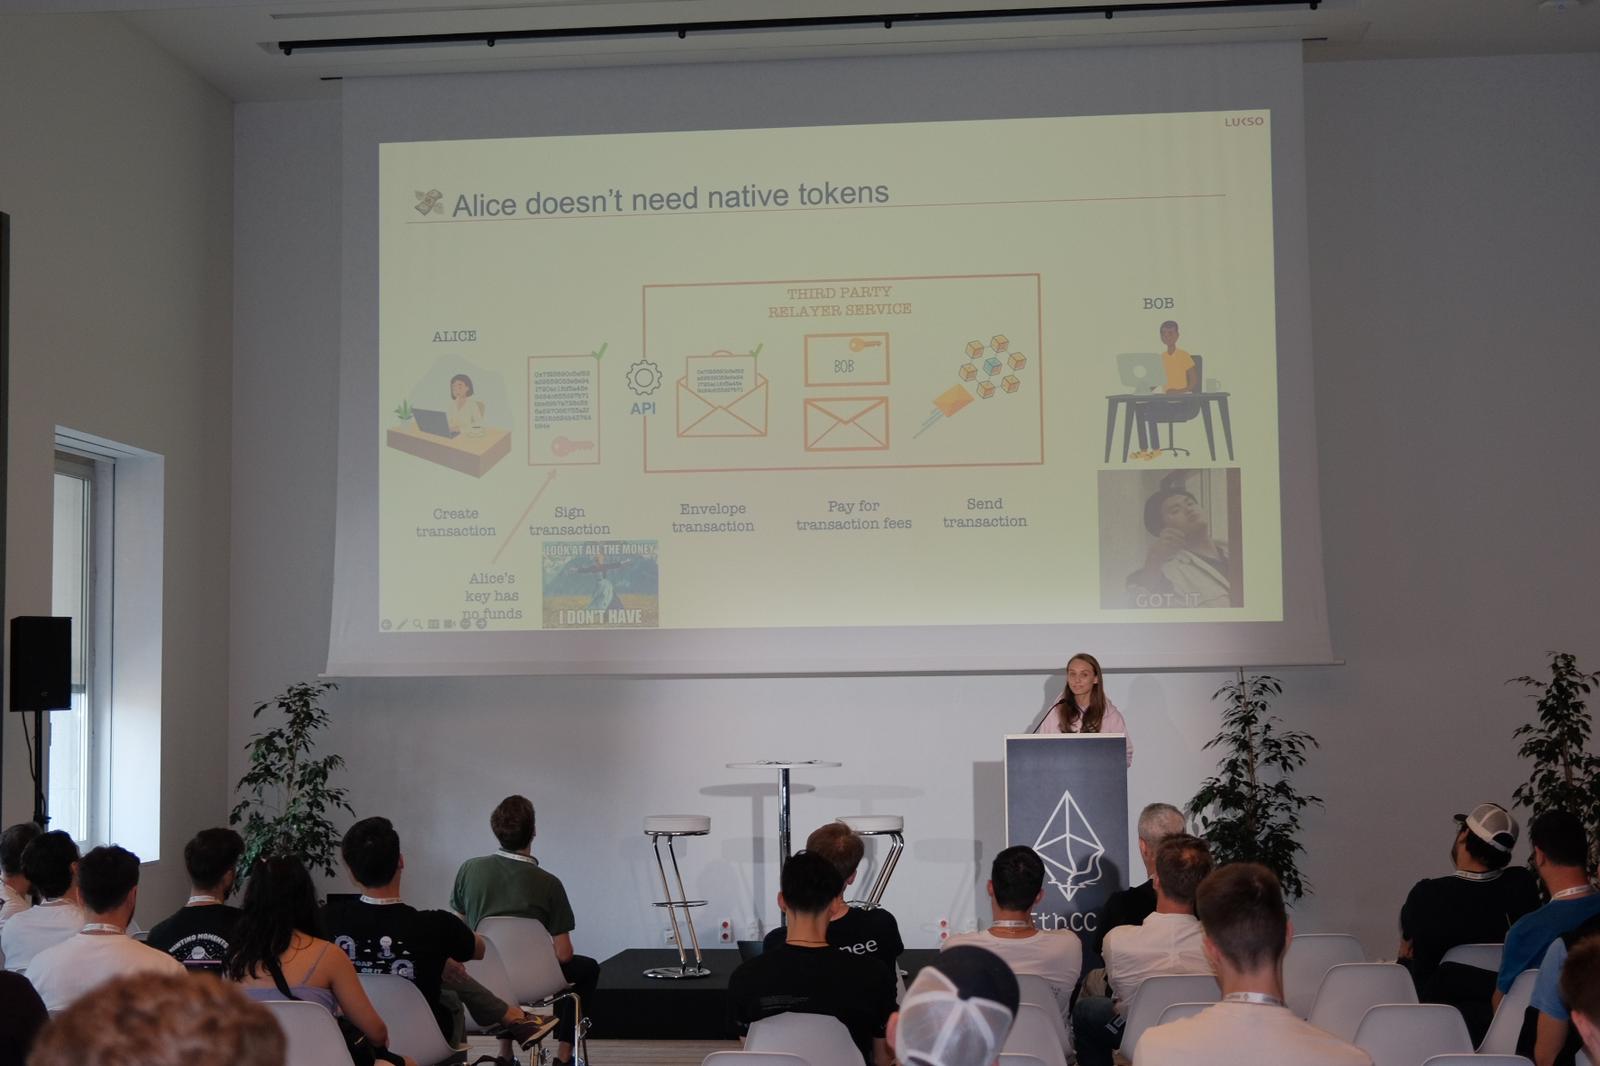 LUKSO
Alice doesn't need native tokens
THIRD PARTY
RELAYER SERVICE
BOB
ALICE
BOB
API
Create
transaction
Sign
transaction
Envelope
transaction
Pay for
transaction fees
Send
transaction
Alice's
key has
no funds
LOOK AT ALL THE MONEY
I DON'T HAVE
GOT IT
EthCC
HUNTING MOMENTS